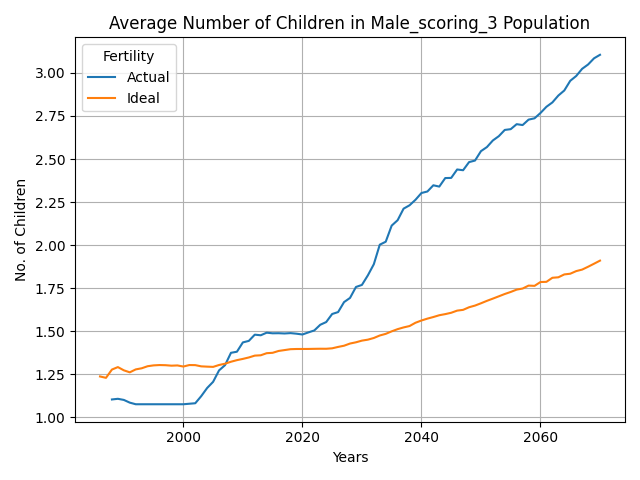 Average Number of Children in Male_scoring_3 Population
Fertility
Actual
Ideal
3.00
2.75
2.50
2.25
2.00
1.75
1.50
1.25
1.00
No. of Children
2000
2020
2040
2060
Years